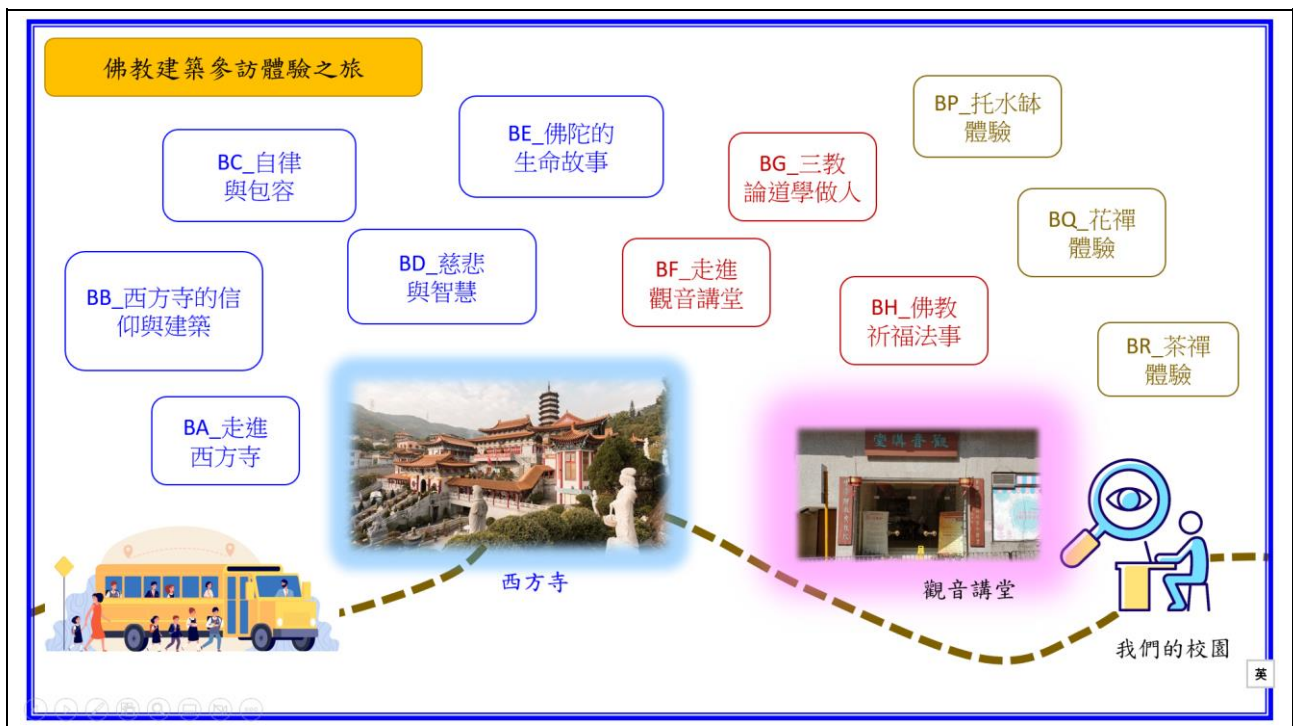 佛教建築參訪體驗之旅
BC_自律
與包容
BE_佛陀的
生命故事
BG_三教
論道學做人
BP_托水缽
體驗
BB_西方寺的信
仰與建築
BD_慈悲
與智慧
BF_走進
觀音講堂
BH_佛教
祈福法事
BQ_花禪
體驗
BR_茶禪
體驗
BA_走進
西方寺
堂講音觀
西方寺
觀音講堂
我們的校園
英